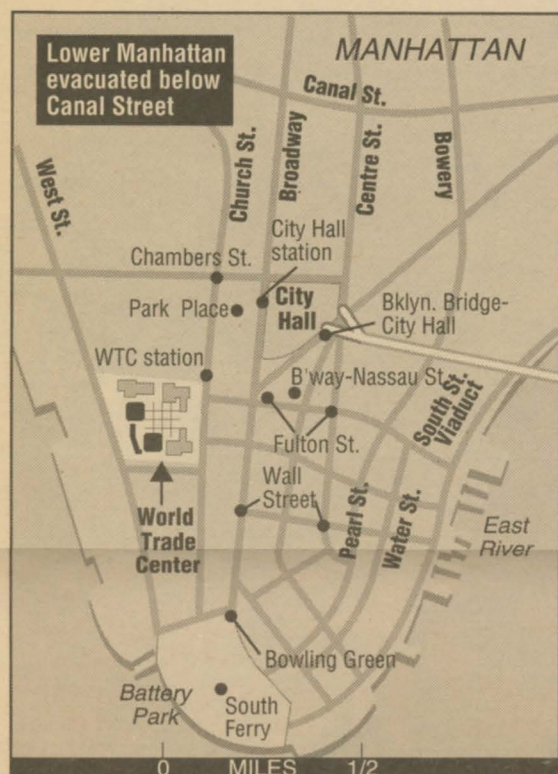 Lower Manhattan
evacuated below
Canal Street
MANHATTAN
Canal St.
West St.
Church St.
Broadway
Centre St.
Bowery
City Hall
station
Chambers St.
Park Place
City
Hall
Bklyn. Bridge-
City Hall
WTC station
B'way-Nassau St.
South St.
Viaduct
Fulton St.
Wall
Street
Pearl St.
Water St.
East
River
World
Trade
Center
Bowling Green
Battery
Park
South
Ferry
0 MILES 1/2